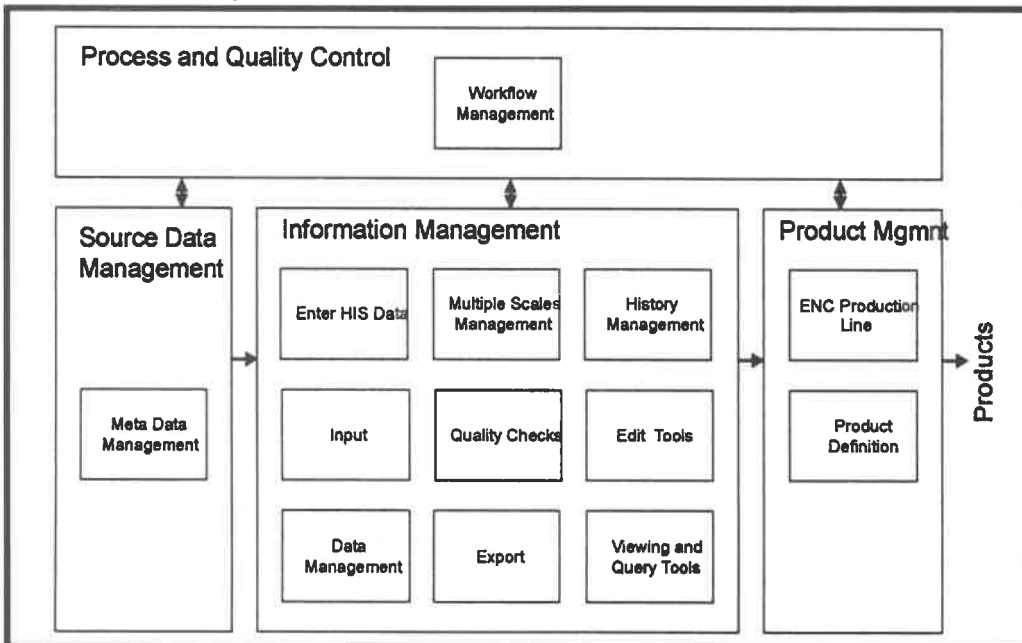 Process and Quality Control
Workflow
Management
Source Data
Management
Meta Data
Management
Information Management
Enter HIS Data
Multiple Scales
Management
History
Management
Input
Quality Checks
Edit Tools
Data
Management
Export
Viewing and
Query Tools
Product Mgmnt
ENC Production
Line
Product
Definition
Products